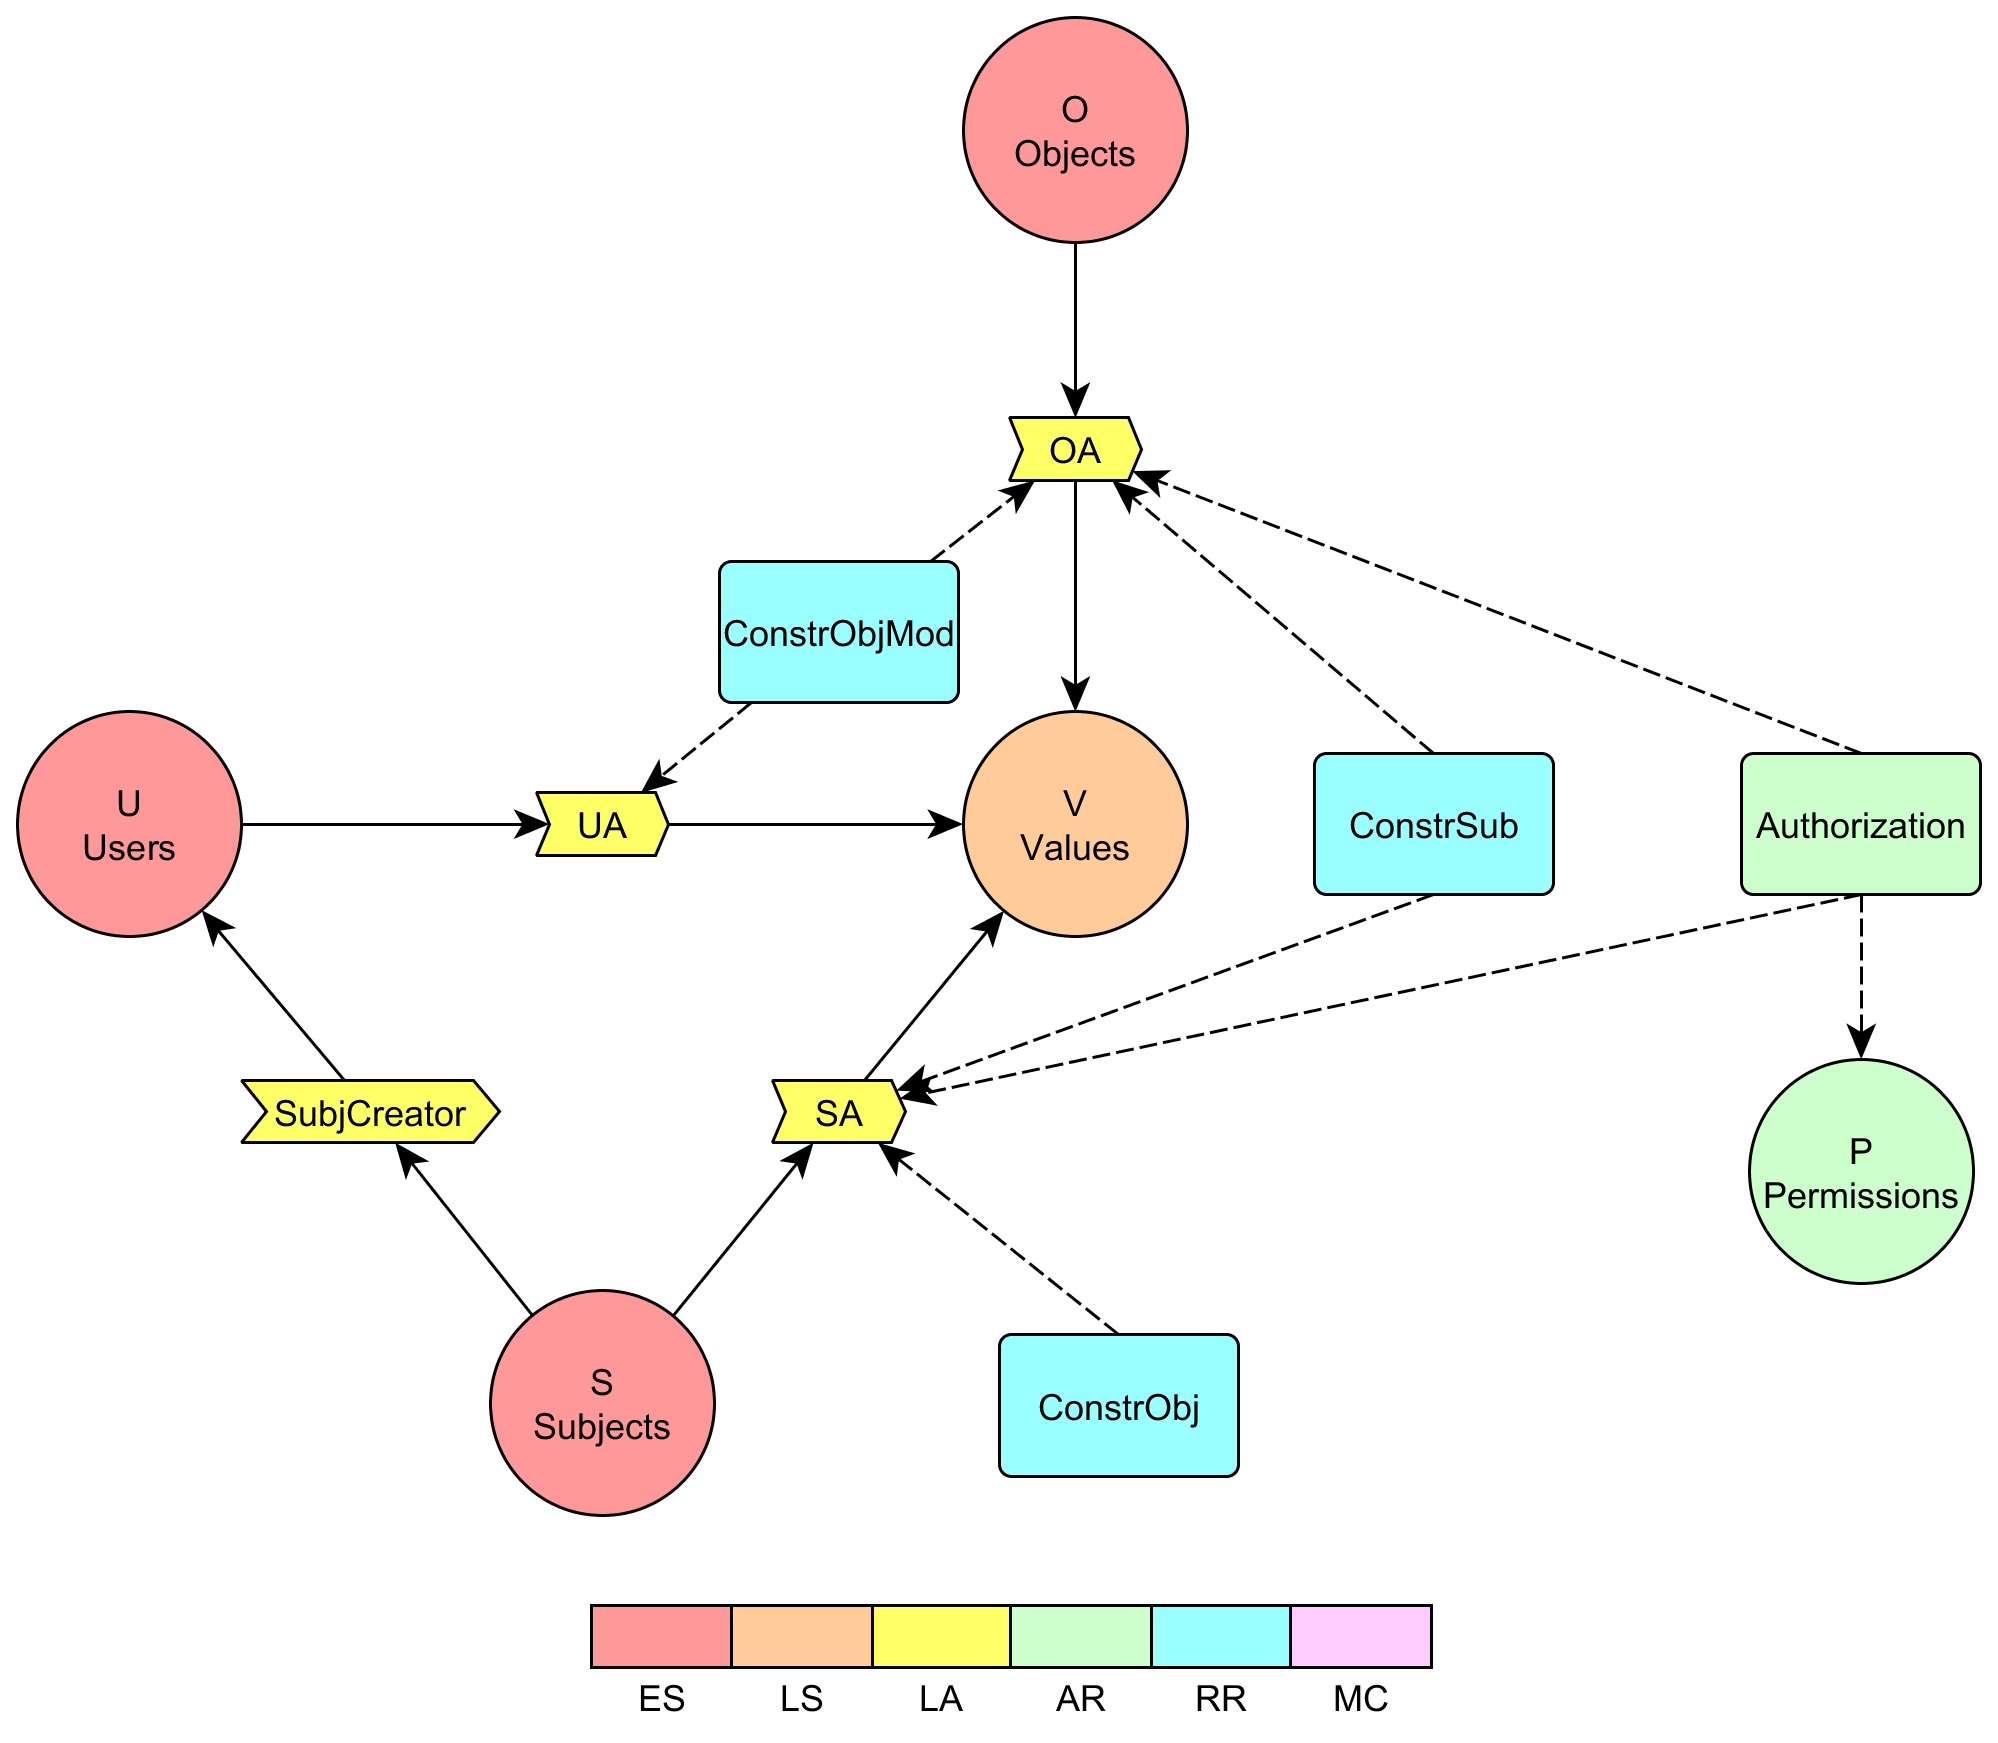 O
Objects
OA
ConstrObjMod
U
Users
UA
V
Values
ConstrSub
Authorization
SubjCreator
SA
P
Permissions
S
Subjects
ConstrObj
ES
LS
LA
AR
RR
MC